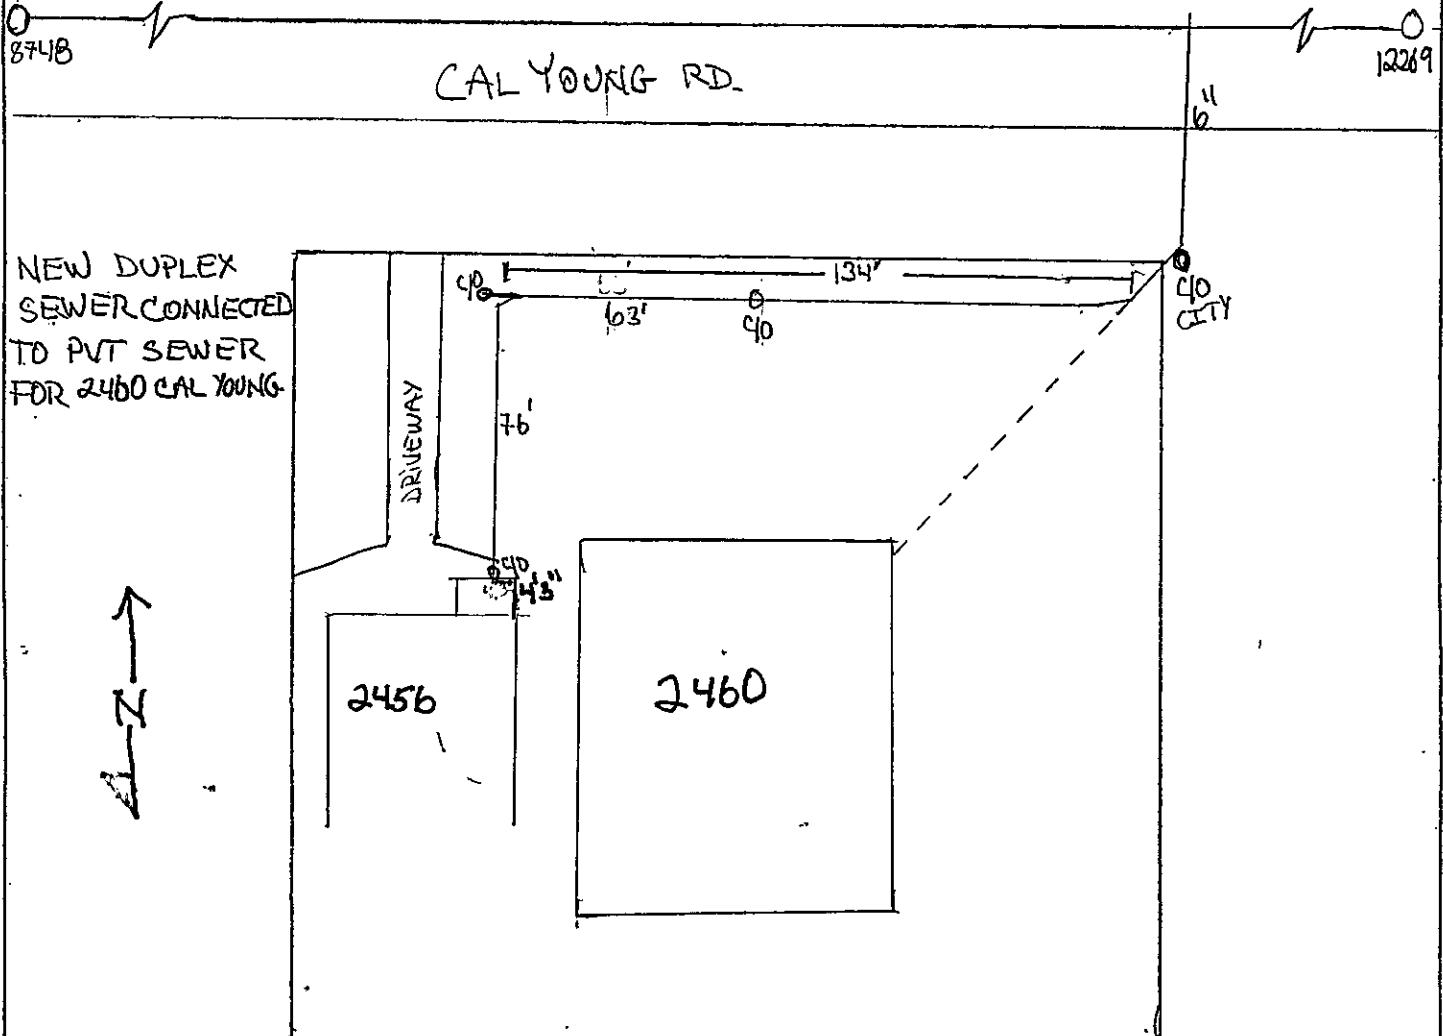 8748
12269
CAL YOUNG RD.
6"
NEW DUPLEX
SEWER CONNECTED
TO PVT SEWER
FOR 2460 CAL YOUNG
C/O
134'
63'
C/O
C/O
CITY
DRIVEWAY
76'
C/O
4'3"
2456
2460
N